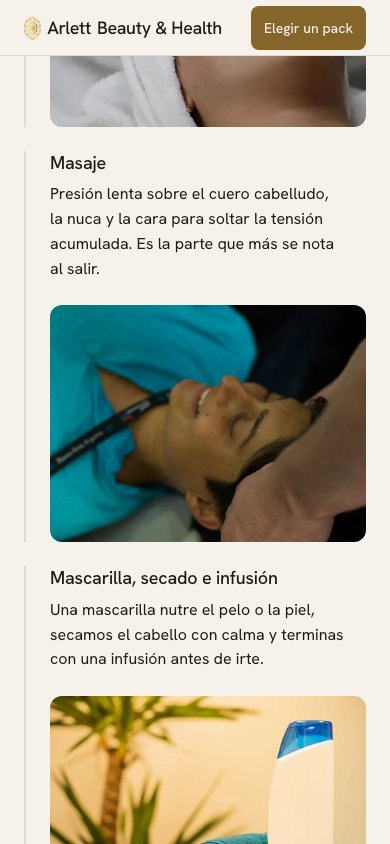 Arlett Beauty & Health
Elegir un pack
Masaje
Presión lenta sobre el cuero cabelludo,
la nuca y la cara para soltar la tensión
acumulada. Es la parte que más se nota
al salir.
Mascarilla, secado e infusión
Una mascarilla nutre el pelo o la piel,
secamos el cabello con calma y terminas
con una infusión antes de irte.